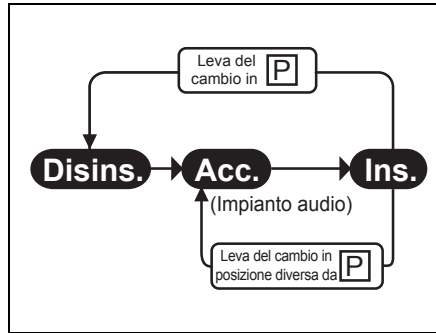 Leva del
cambio in P
Disins. Acc. Ins.
(Impianto audio)
Leva del cambio in
posizione diversa da P